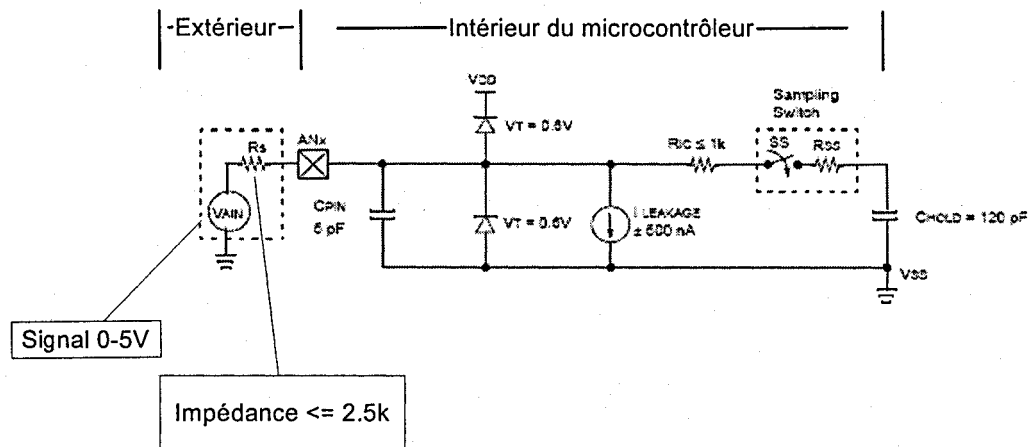 Extérieur
Intérieur du microcontrôleur
VDD
Sampling
Switch
VT = 0.6V
Rs
ANx
RIC ≤ 1k
SS
RSS
VAIN
CPIN
5 pF
VT = 0.6V
I LEAKAGE
± 500 nA
CHOLD = 120 pF
VSS
Signal 0-5V
Impédance <= 2.5k